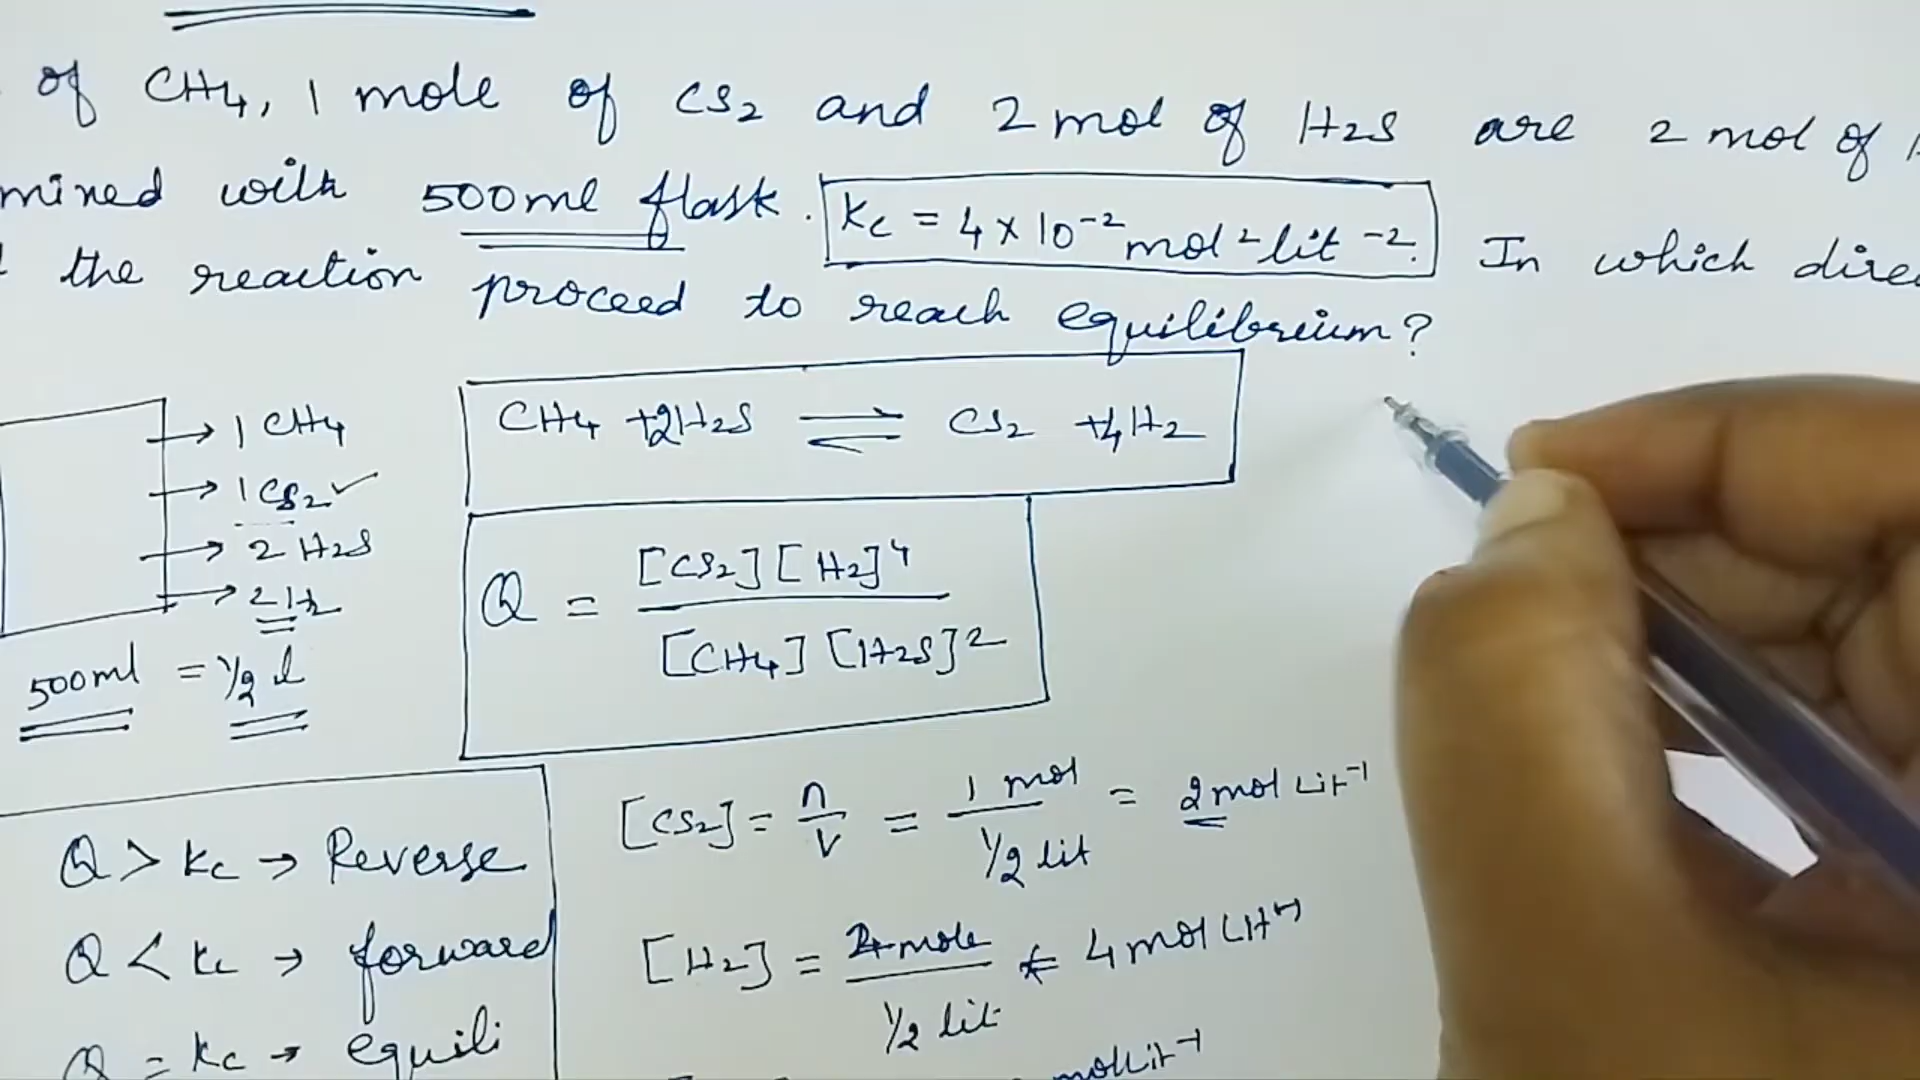 of CH4, 1 mole of CS2 and 2 mol of H2S are 2 mol of
mixed with 500ml flask. Kc = 4 x 10⁻² mol² lit⁻².
the reaction proceed to reach equilibrium? In which
CH4 + 2H2S ⇌ CS2 + 4H2
→ 1 CH4
→ 1 CS2 ✓
→ 2 H2S
→ 2 H2
500ml = 1/2 l
Q = [CS2] [H2]⁴ / [CH4] [H2S]²
Q > Kc → Reverse
Q < Kc → forward
Q = Kc → equili
[CS2] = n/V = 1 mol / 1/2 lit = 2 mol Lit⁻¹
[H2] = 2 mole / 1/2 lit = 4 mol Lit⁻¹
mol Lit⁻¹